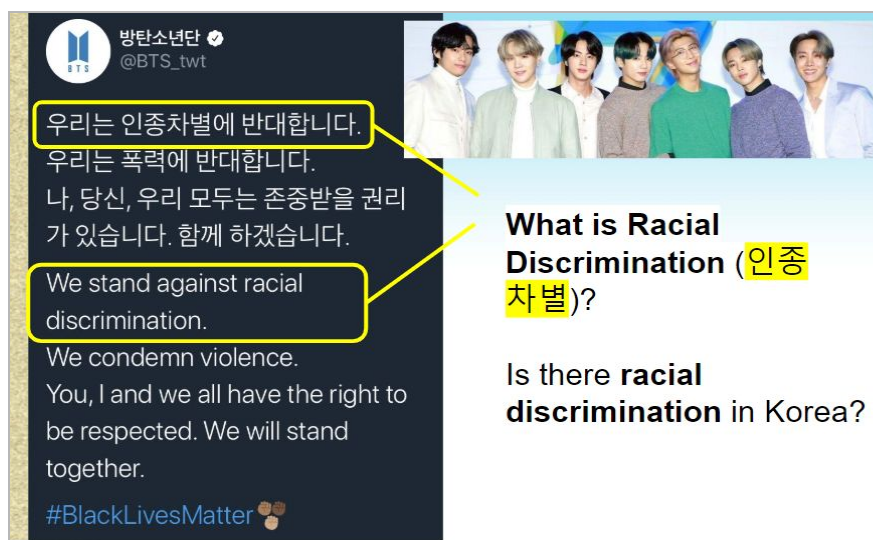 방탄소년단
@BTS_twt
BTS
우리는 인종차별에 반대합니다.
우리는 폭력에 반대합니다.
나, 당신, 우리 모두는 존중받을 권리
가 있습니다. 함께 하겠습니다.
We stand against racial
discrimination.
We condemn violence.
You, I and we all have the right to
be respected. We will stand
together.
#BlackLivesMatter
What is Racial
Discrimination (인종
차별)?
Is there racial
discrimination in Korea?